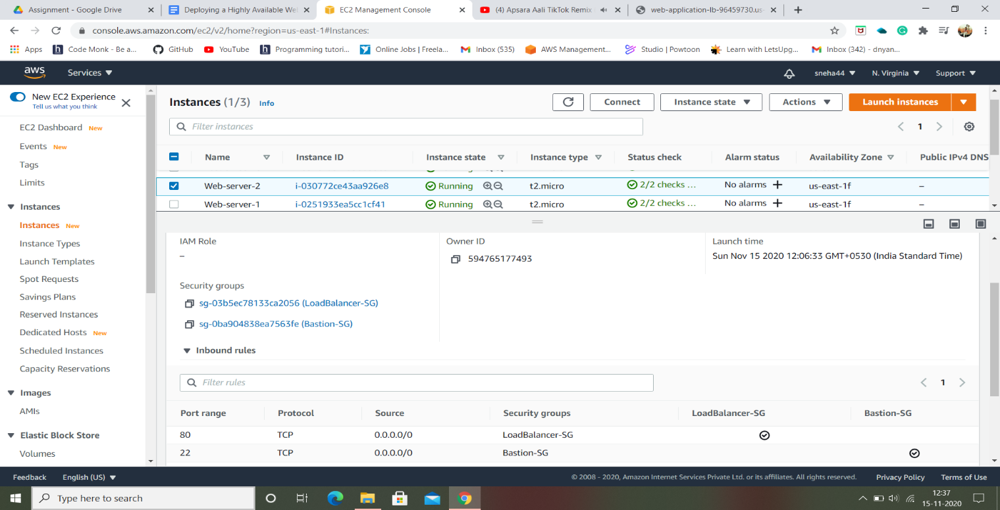 Assignment - Google Drive
Deploying a Highly Available We
EC2 Management Console
(4) Apsara Aali TikTok Remix
web-application-lb-96459730.us-
console.aws.amazon.com/ec2/v2/home?region=us-east-1#Instances:
Apps
Code Monk - Be a...
GitHub
YouTube
Programming tutori...
Online Jobs | Freela...
Inbox (535)
AWS Management...
Studio | Powtoon
Learn with LetsUpg...
Inbox (342) - dnyan...
aws
Services
sneha44
N. Virginia
Support
New EC2 Experience
Tell us what you think
EC2 Dashboard New
Events New
Tags
Limits
Instances
Instances New
Instance Types
Launch Templates
Spot Requests
Savings Plans
Reserved Instances
Dedicated Hosts New
Scheduled Instances
Capacity Reservations
Images
AMIs
Elastic Block Store
Volumes
Instances (1/3) Info
Connect
Instance state
Actions
Launch instances
Filter instances
1
Name Instance ID Instance state Instance type Status check Alarm status Availability Zone Public IPv4 DNS
Web-server-2 i-030772ce43aa926e8 Running t2.micro 2/2 checks ... No alarms + us-east-1f –
Web-server-1 i-0251933ea5cc1cf41 Running t2.micro 2/2 checks ... No alarms + us-east-1f –
IAM Role
–
Owner ID
594765177493
Launch time
Sun Nov 15 2020 12:06:33 GMT+0530 (India Standard Time)
Security groups
sg-03b5ec78133ca2056 (LoadBalancer-SG)
sg-0ba904838ea7563fe (Bastion-SG)
Inbound rules
Filter rules
1
Port range Protocol Source Security groups LoadBalancer-SG Bastion-SG
80 TCP 0.0.0.0/0 LoadBalancer-SG
22 TCP 0.0.0.0/0 Bastion-SG
Feedback
English (US)
© 2008 - 2020, Amazon Internet Services Private Ltd. or its affiliates. All rights reserved.
Privacy Policy
Terms of Use
Type here to search
12:37
15-11-2020